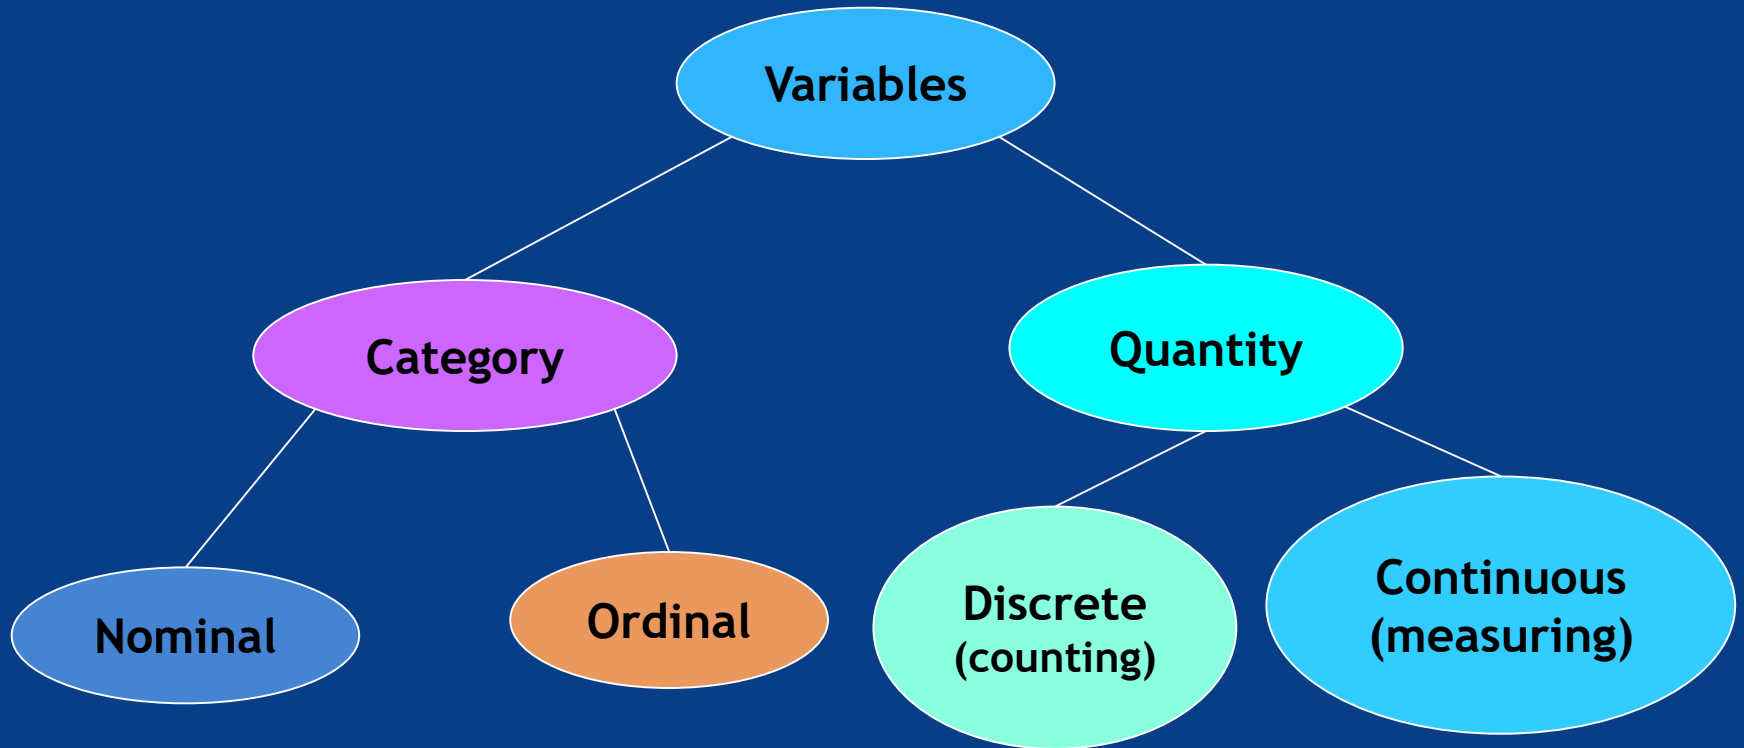 Variables
Category
Quantity
Nominal
Ordinal
Discrete
(counting)
Continuous
(measuring)